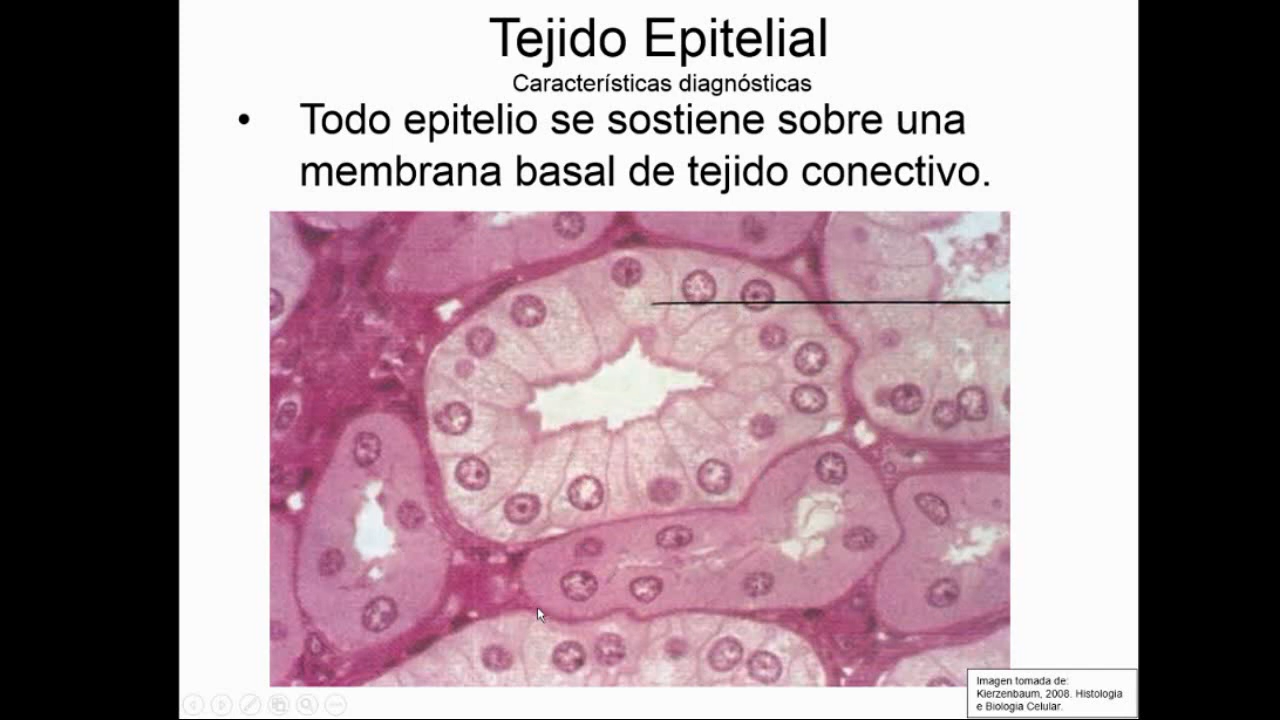 Tejido Epitelial
Características diagnósticas
• Todo epitelio se sostiene sobre una
membrana basal de tejido conectivo.
Imagen tomada de:
Kierzenbaum, 2008. Histologia
e Biologia Celular.